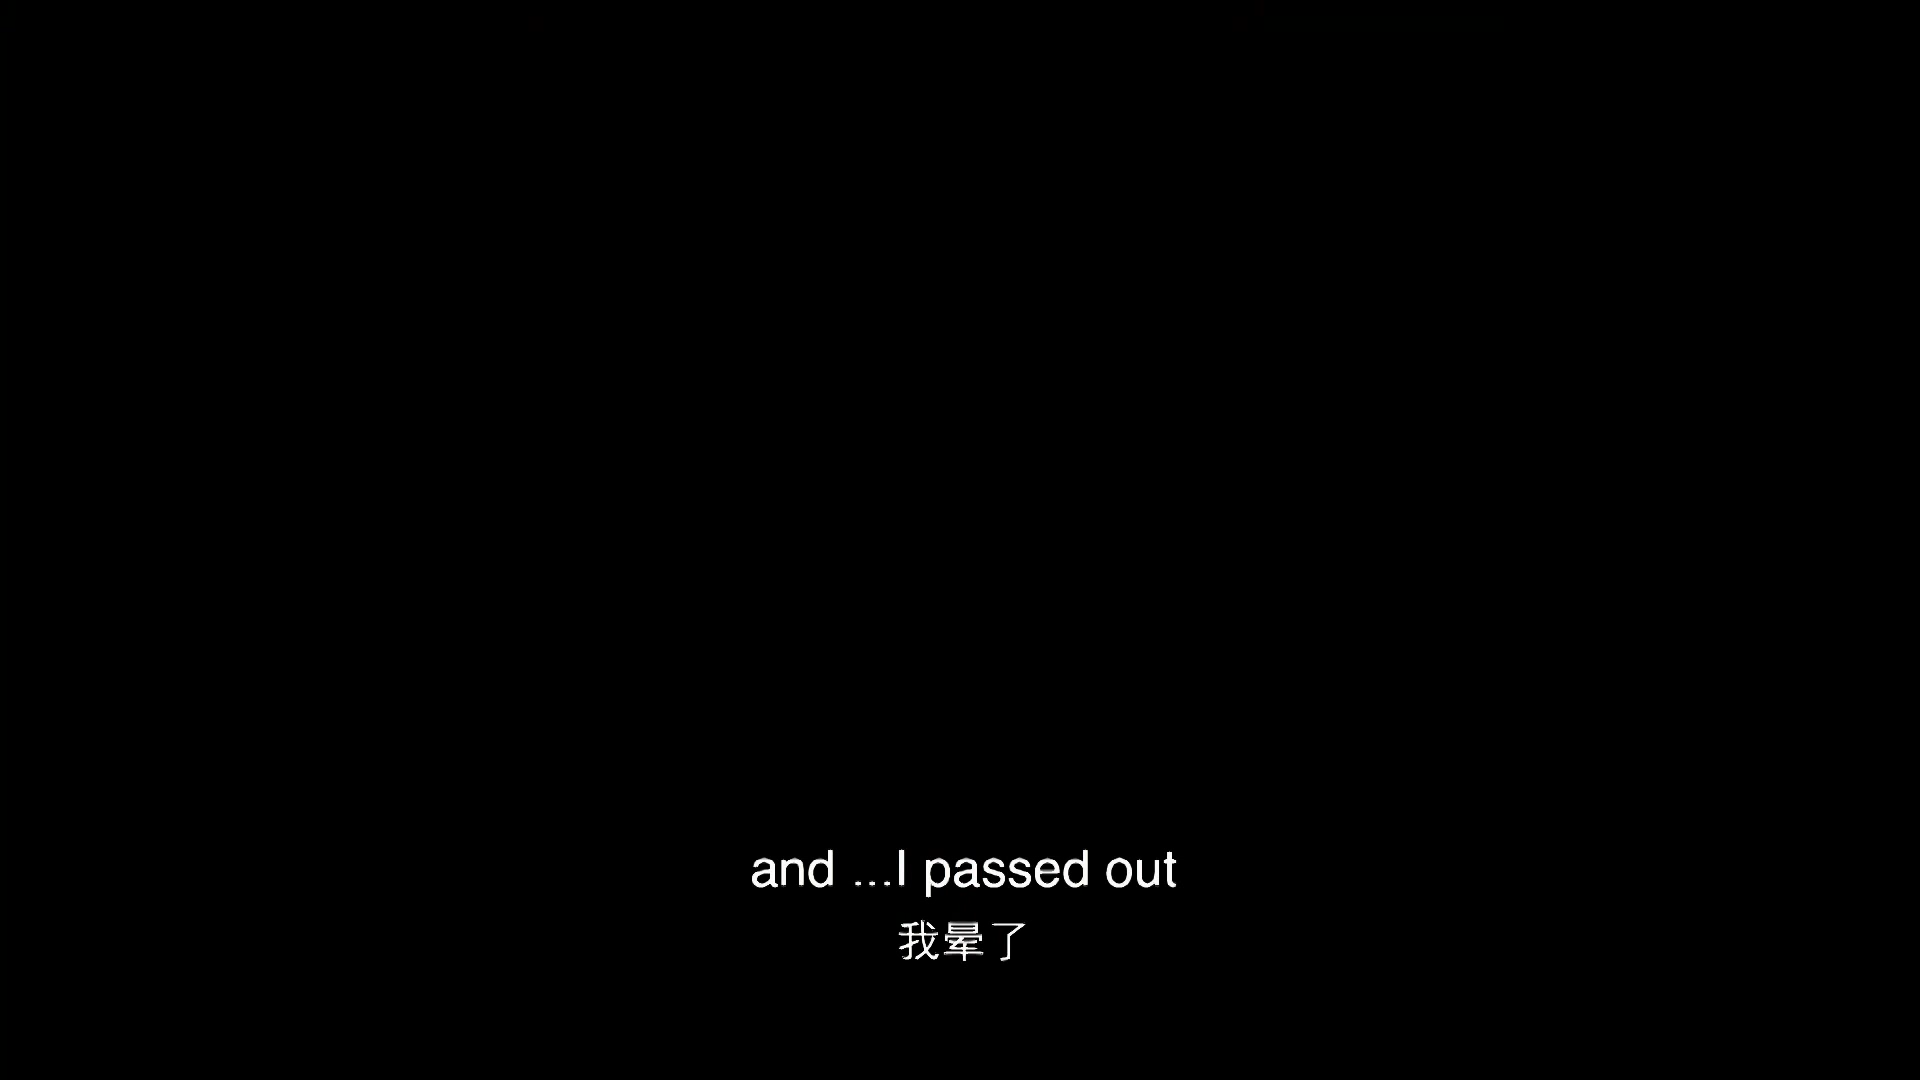 and ...I passed out
我晕了